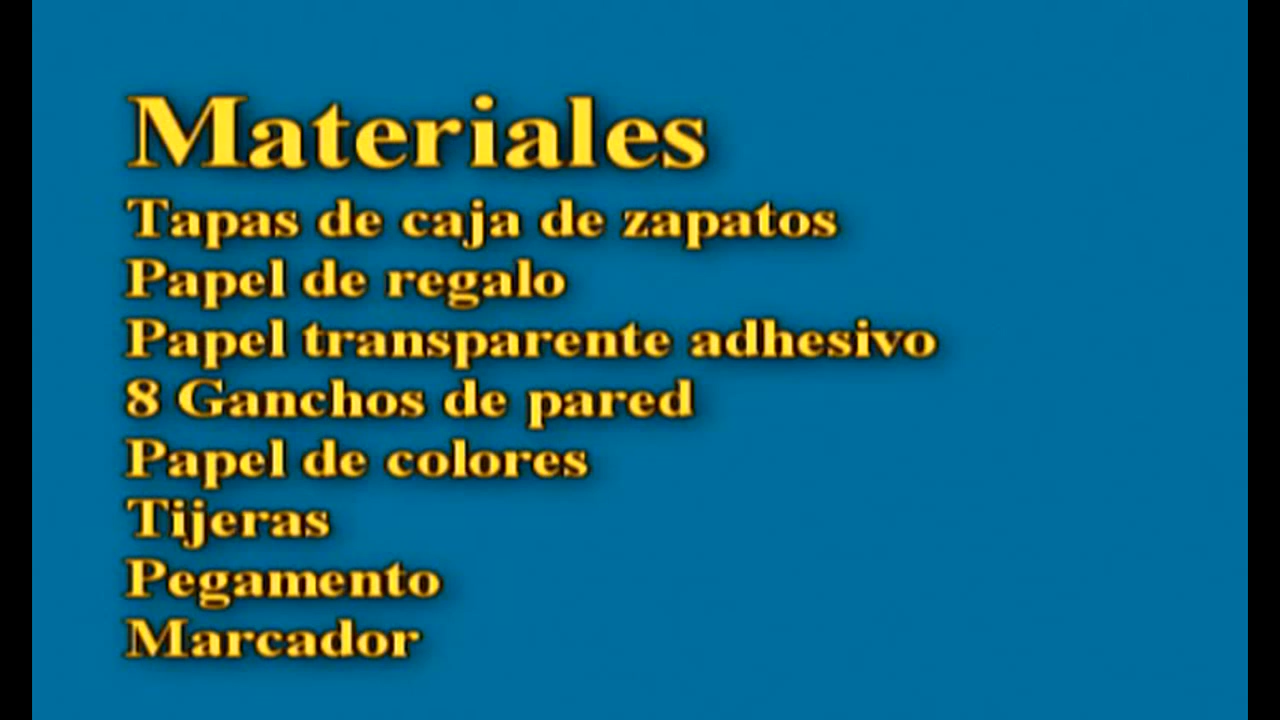 Materiales
Tapas de caja de zapatos
Papel de regalo
Papel transparente adhesivo
8 Ganchos de pared
Papel de colores
Tijeras
Pegamento
Marcador